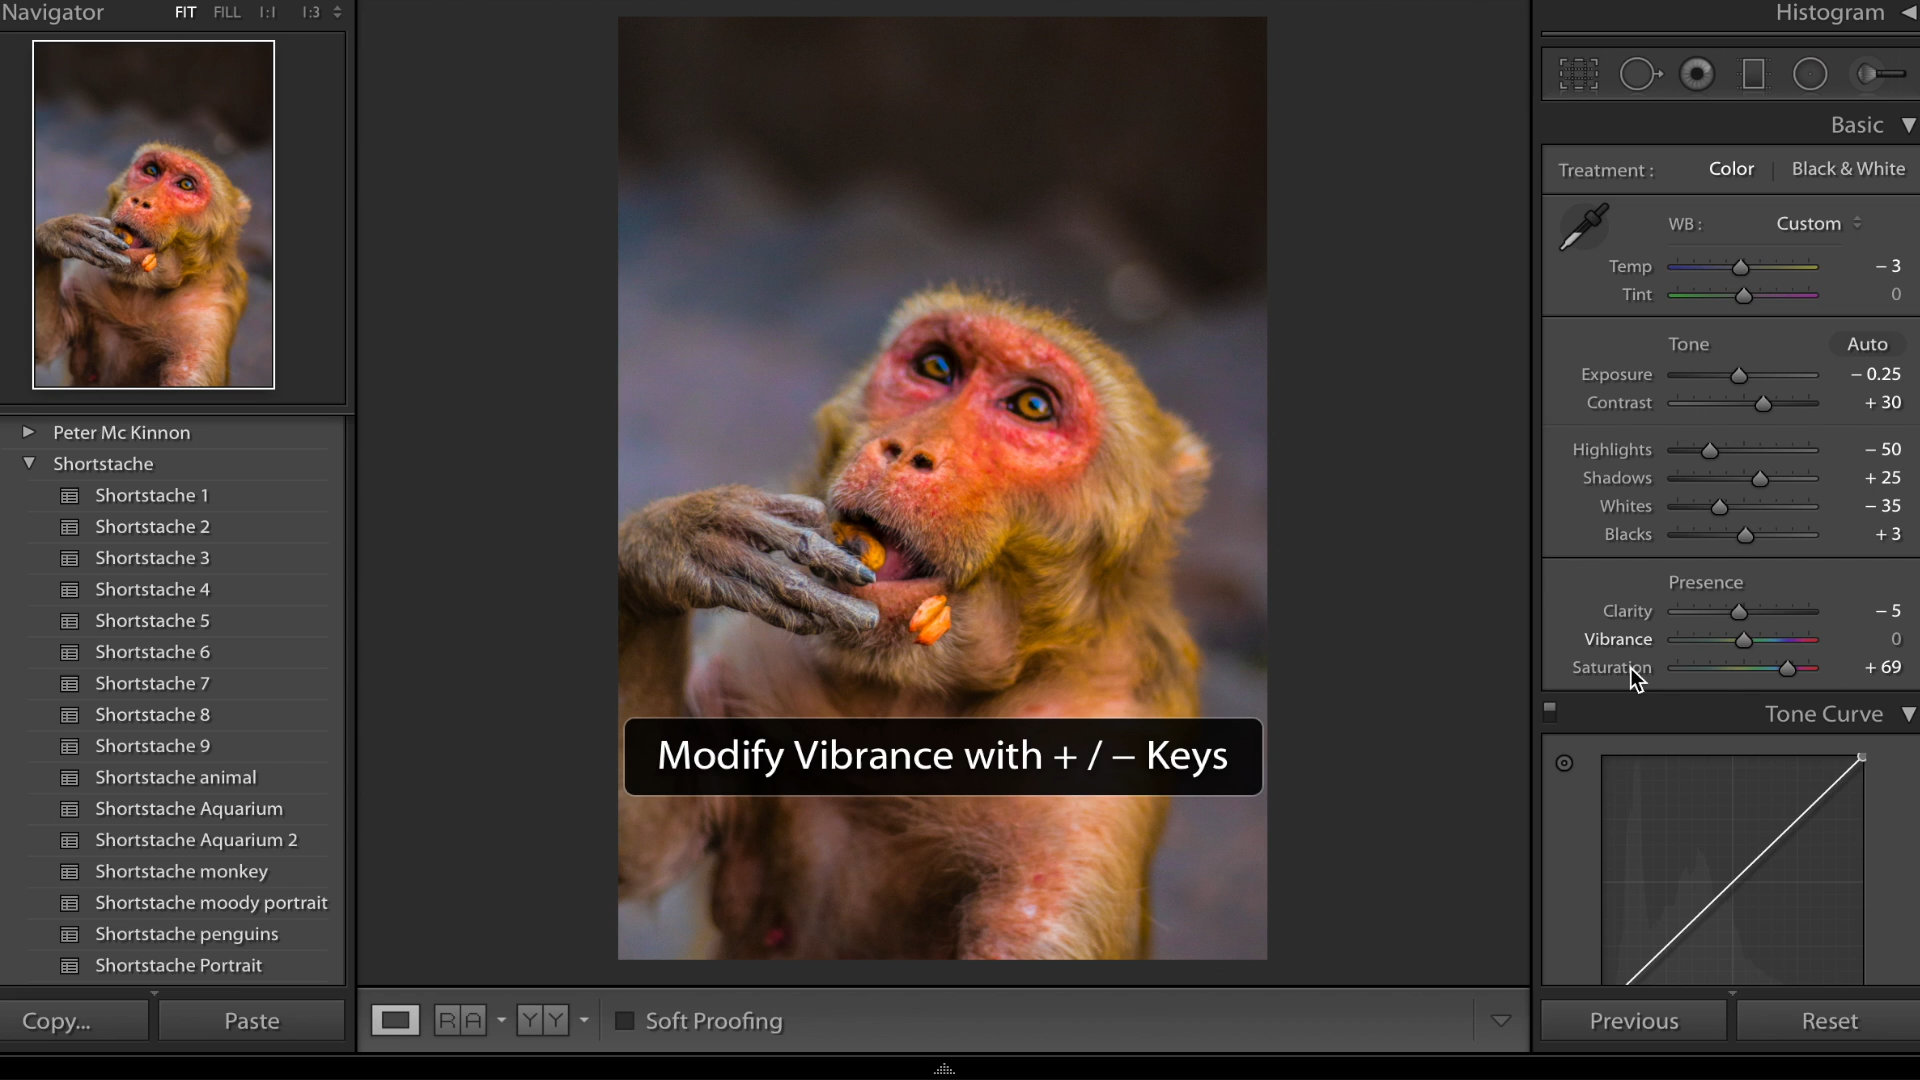 Navigator
FIT FILL 1:1 1:3
Peter Mc Kinnon
Shortstache
Shortstache 1
Shortstache 2
Shortstache 3
Shortstache 4
Shortstache 5
Shortstache 6
Shortstache 7
Shortstache 8
Shortstache 9
Shortstache animal
Shortstache Aquarium
Shortstache Aquarium 2
Shortstache monkey
Shortstache moody portrait
Shortstache penguins
Shortstache Portrait
Copy...
Paste
Modify Vibrance with + / – Keys
R A
Y Y
Soft Proofing
Histogram
Basic
Treatment : Color | Black & White
WB : Custom
Temp – 3
Tint 0
Tone Auto
Exposure – 0.25
Contrast + 30
Highlights – 50
Shadows + 25
Whites – 35
Blacks + 3
Presence
Clarity – 5
Vibrance 0
Saturation + 69
Tone Curve
Previous
Reset